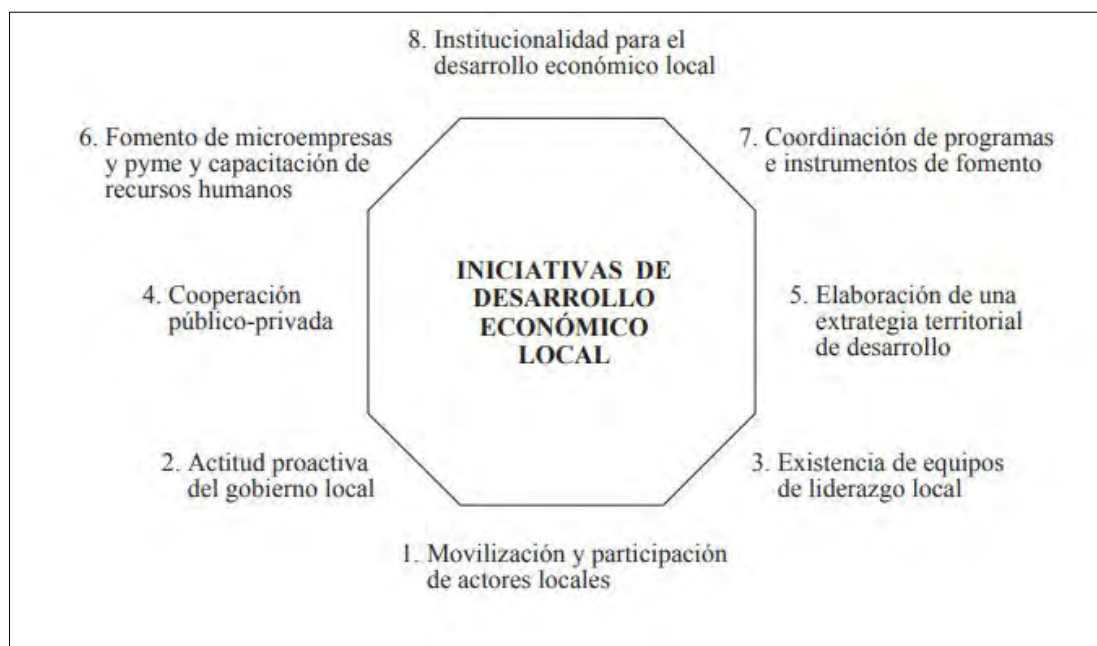 8. Institucionalidad para el
desarrollo económico local
6. Fomento de microempresas
y pyme y capacitación de
recursos humanos
7. Coordinación de programas
e instrumentos de fomento
INICIATIVAS DE
DESARROLLO
ECONÓMICO
LOCAL
4. Cooperación
público-privada
5. Elaboración de una
extrategia territorial
de desarrollo
2. Actitud proactiva
del gobierno local
3. Existencia de equipos
de liderazgo local
1. Movilización y participación
de actores locales